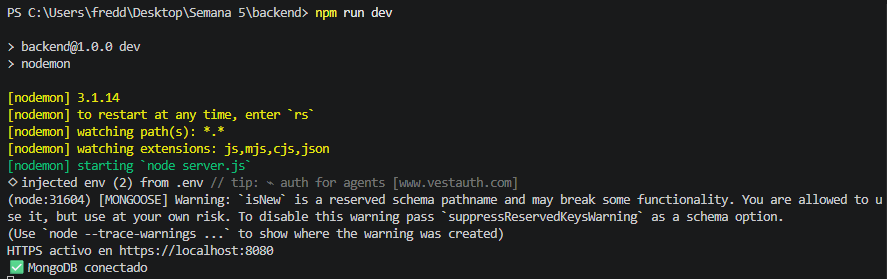 PS C:\Users\fredd\Desktop\Semana 5\backend> npm run dev
> backend@1.0.0 dev
> nodemon
[nodemon] 3.1.14
[nodemon] to restart at any time, enter `rs`
[nodemon] watching path(s): *.*
[nodemon] watching extensions: js,mjs,cjs,json
[nodemon] starting `node server.js`
◇ injected env (2) from .env // tip: ⌁ auth for agents [www.vestauth.com]
(node:31604) [MONGOOSE] Warning: `isNew` is a reserved schema pathname and may break some functionality. You are allowed to u
se it, but use at your own risk. To disable this warning pass `suppressReservedKeysWarning` as a schema option.
(Use `node --trace-warnings ...` to show where the warning was created)
HTTPS activo en https://localhost:8080
✅ MongoDB conectado